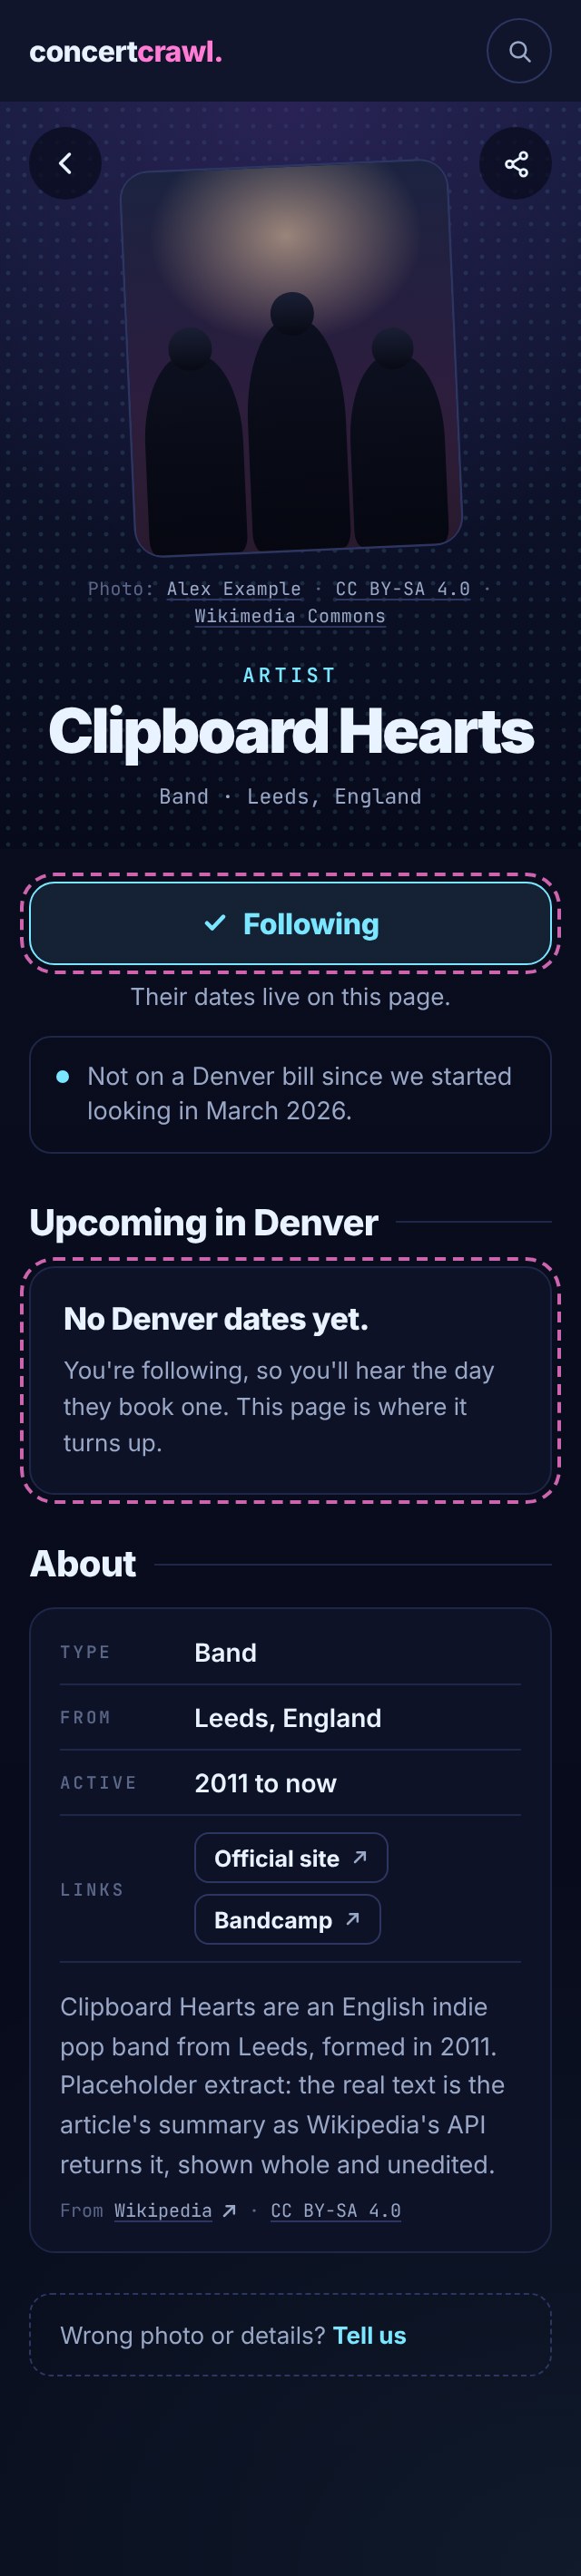 concertcrawl.
Photo: Alex Example · CC BY-SA 4.0 ·
Wikimedia Commons
ARTIST
Clipboard Hearts
Band · Leeds, England
Following
Their dates live on this page.
Not on a Denver bill since we started
looking in March 2026.
Upcoming in Denver
No Denver dates yet.
You're following, so you'll hear the day
they book one. This page is where it
turns up.
About
TYPE Band
FROM Leeds, England
ACTIVE 2011 to now
LINKS
Official site
Bandcamp
Clipboard Hearts are an English indie
pop band from Leeds, formed in 2011.
Placeholder extract: the real text is the
article's summary as Wikipedia's API
returns it, shown whole and unedited.
From Wikipedia · CC BY-SA 4.0
Wrong photo or details? Tell us